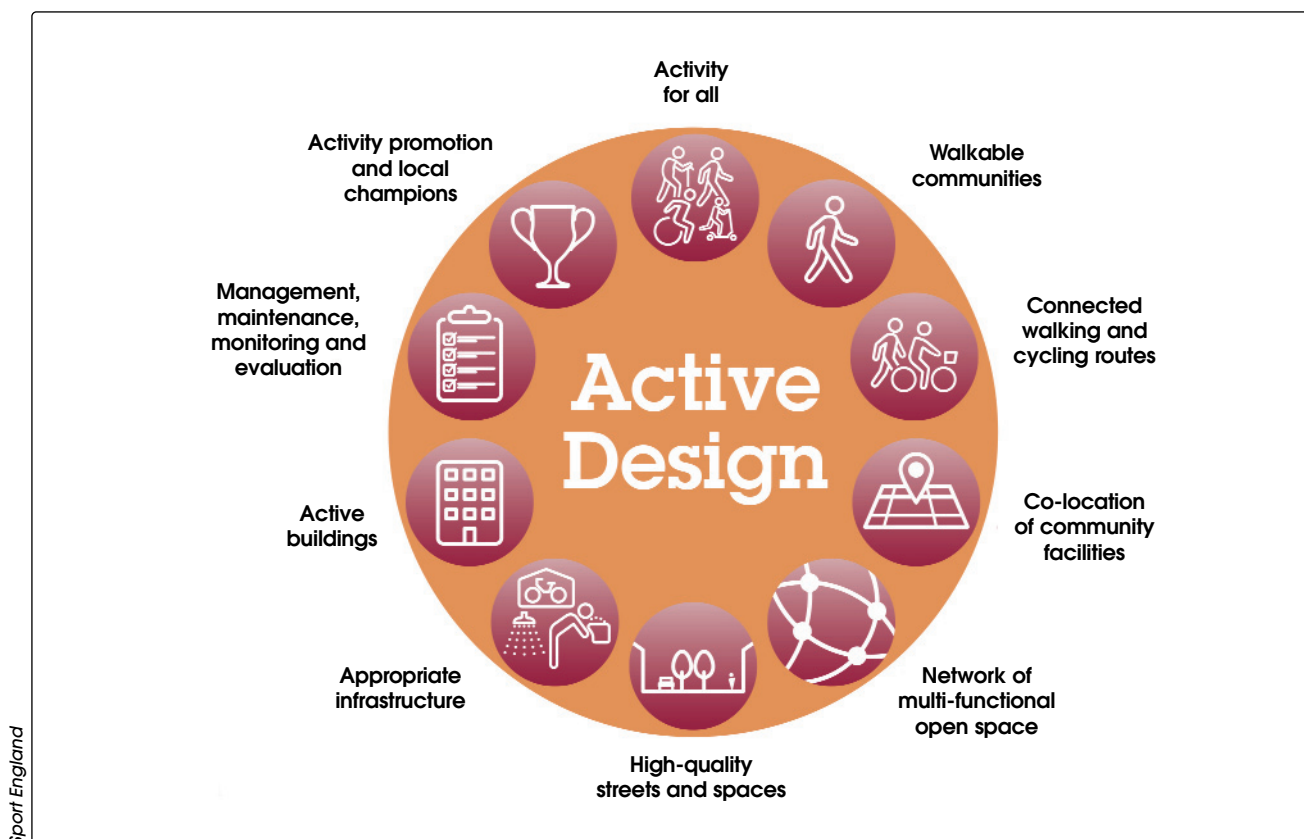 Activity
for all
Walkable
communities
Connected
walking and
cycling routes
Co-location
of community
facilities
Network of
multi-functional
open space
High-quality
streets and spaces
Appropriate
infrastructure
Active
buildings
Management,
maintenance,
monitoring and
evaluation
Activity promotion
and local
champions
Active
Design
Sport England